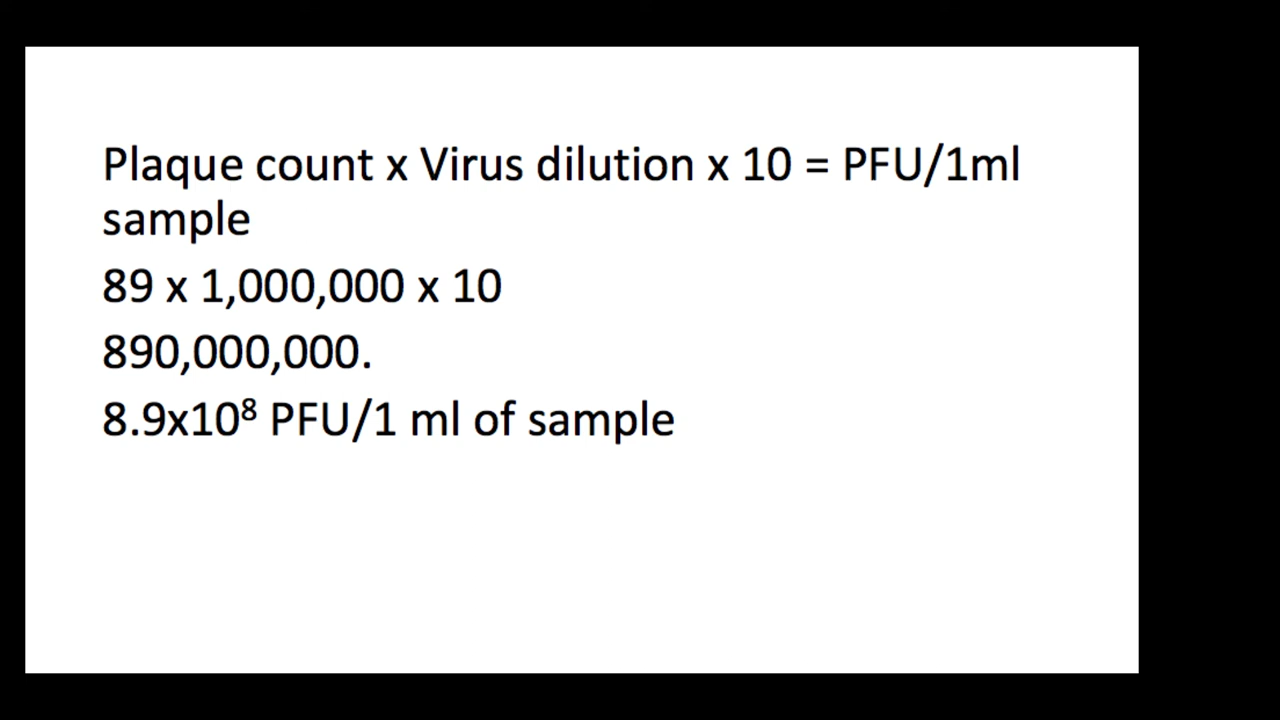 Plaque count x Virus dilution x 10 = PFU/1ml
sample
89 x 1,000,000 x 10
890,000,000.
8.9x10⁸ PFU/1 ml of sample